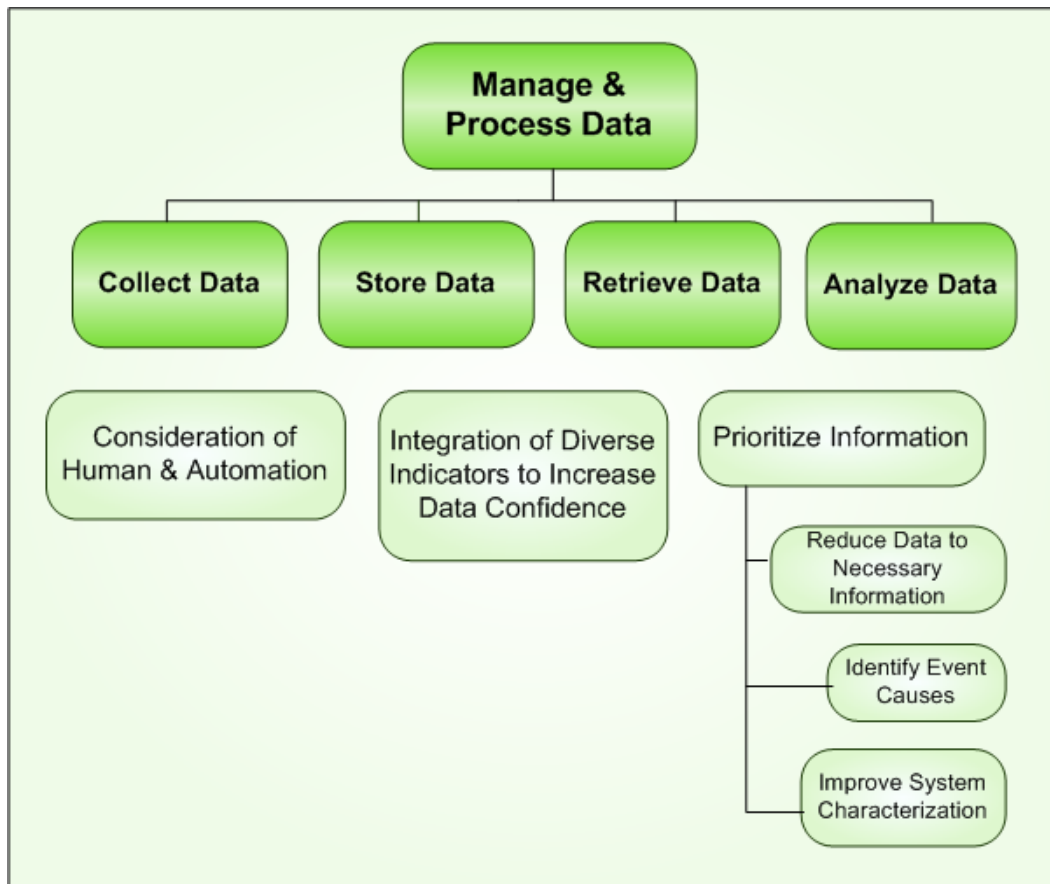 Manage &
Process Data
Collect Data
Store Data
Retrieve Data
Analyze Data
Consideration of
Human & Automation
Integration of Diverse
Indicators to Increase
Data Confidence
Prioritize Information
Reduce Data to
Necessary
Information
Identify Event
Causes
Improve System
Characterization